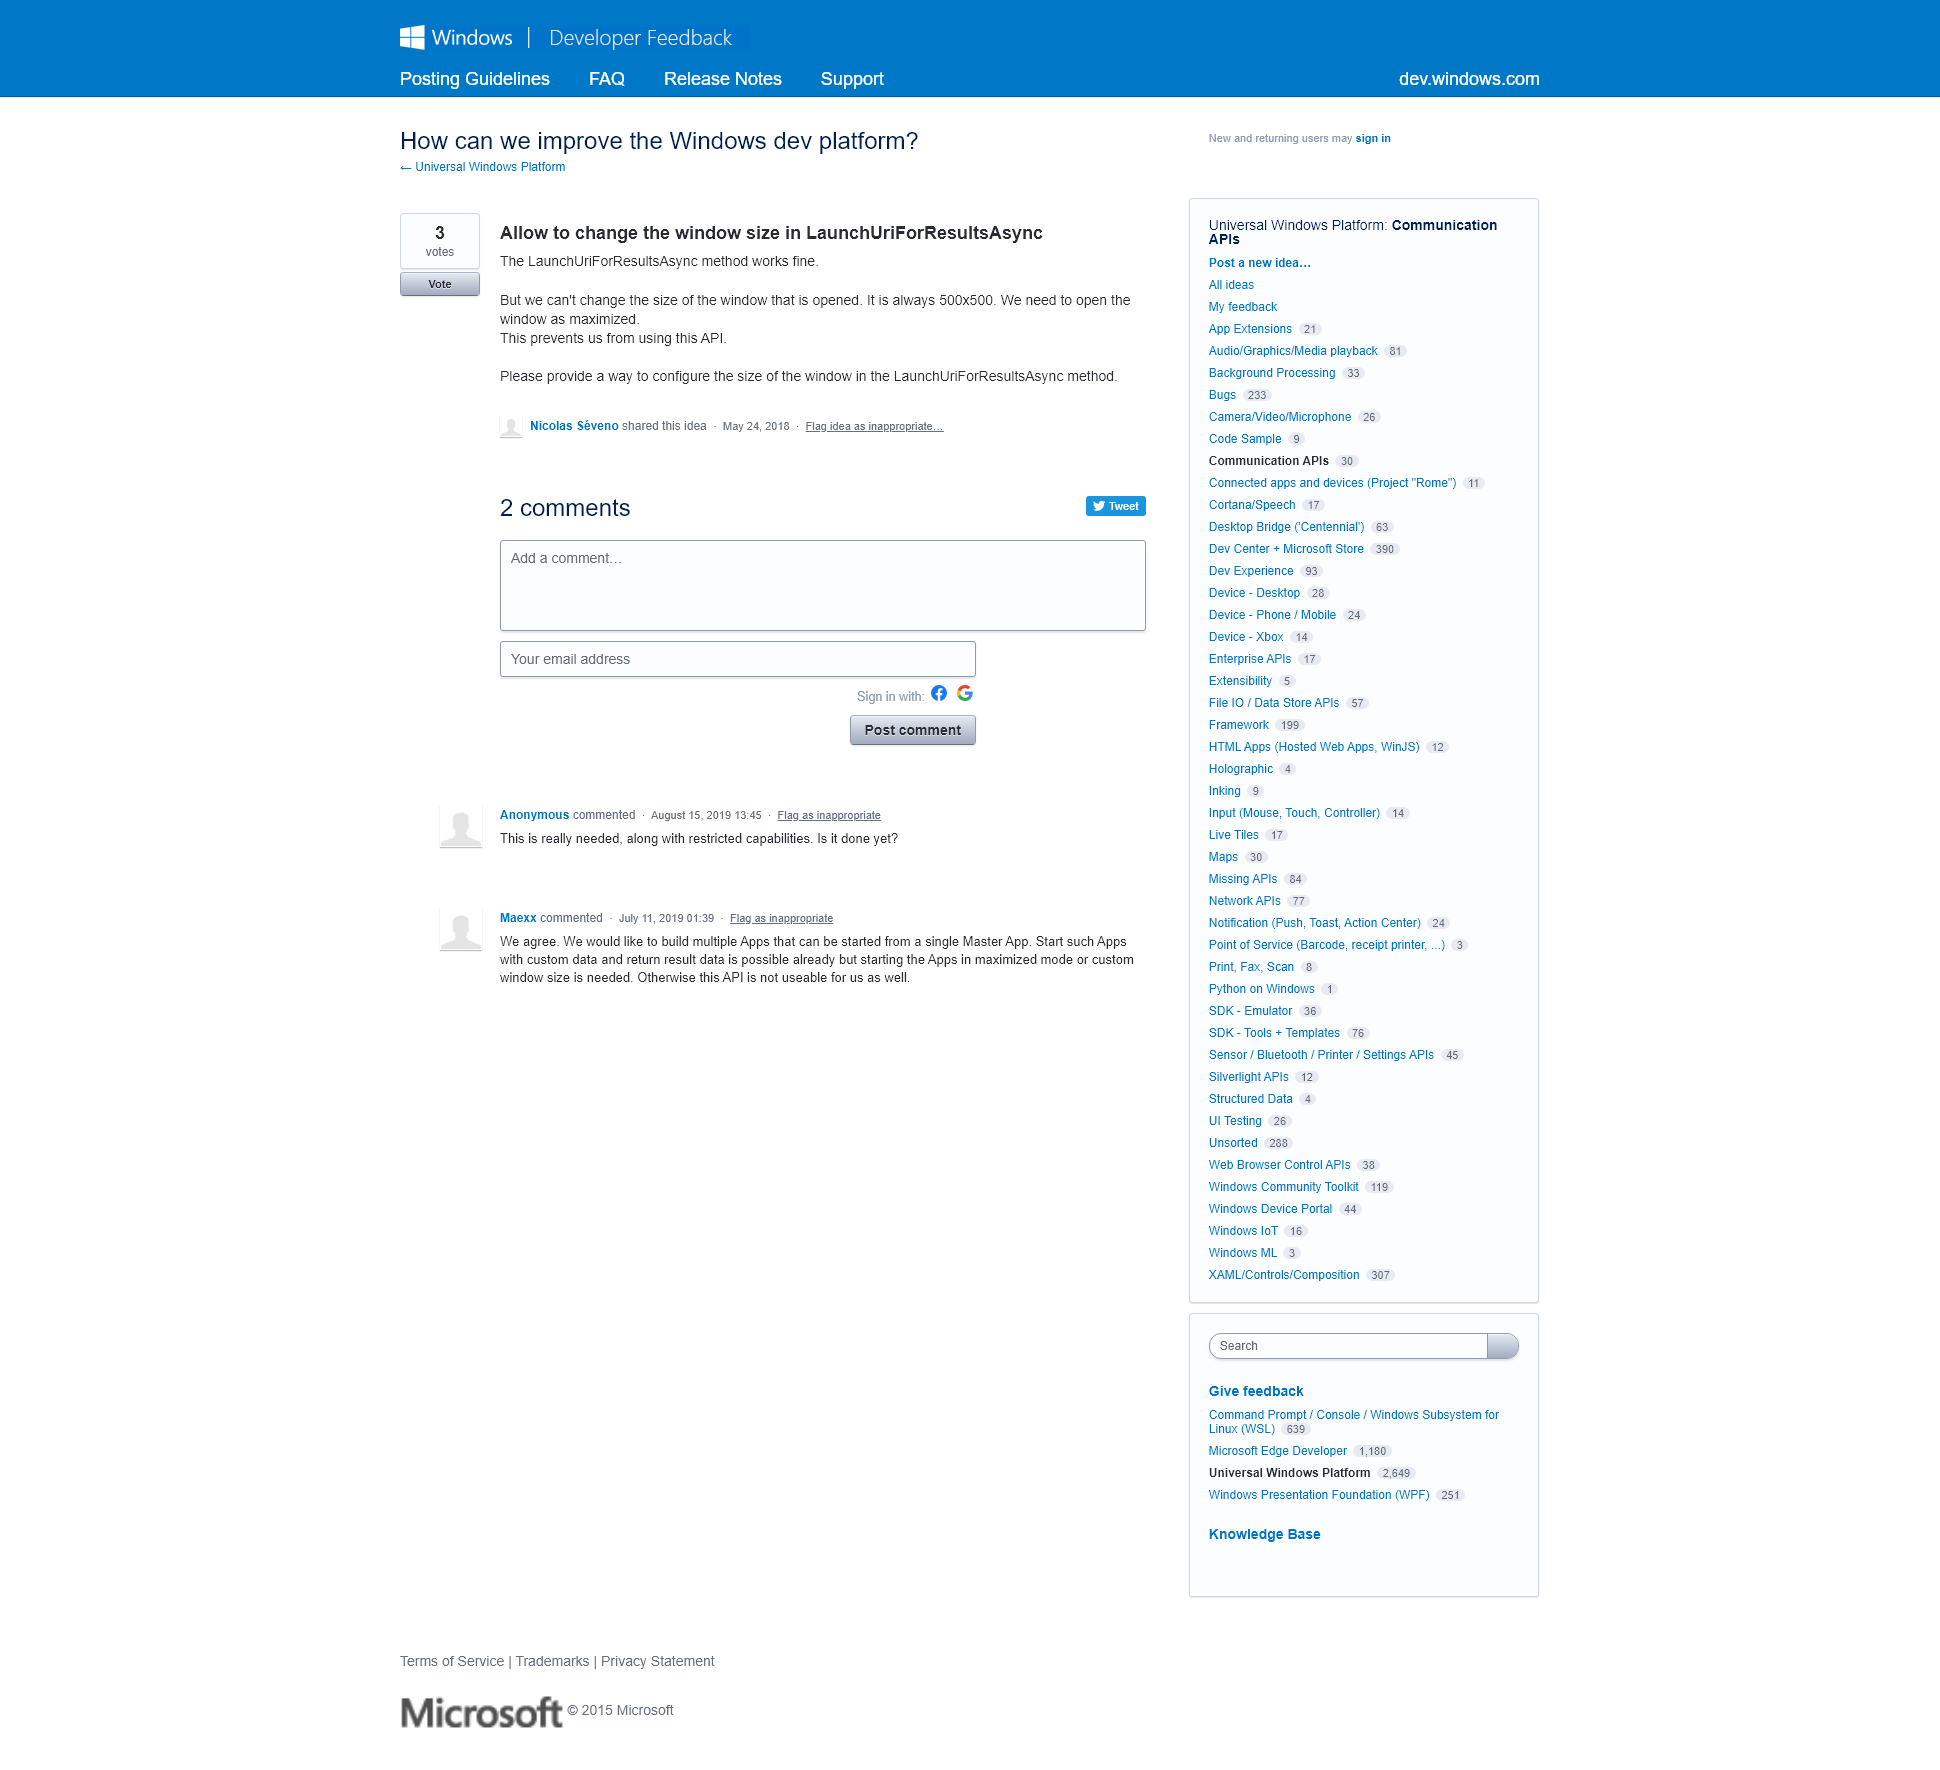 Windows | Developer Feedback
Posting Guidelines FAQ Release Notes Support dev.windows.com
How can we improve the Windows dev platform?
← Universal Windows Platform
New and returning users may sign in
3
votes
Vote
Allow to change the window size in LaunchUriForResultsAsync
The LaunchUriForResultsAsync method works fine.
But we can't change the size of the window that is opened. It is always 500x500. We need to open the
window as maximized.
This prevents us from using this API.
Please provide a way to configure the size of the window in the LaunchUriForResultsAsync method.
Nicolas Séveno shared this idea · May 24, 2018 · Flag idea as inappropriate…
2 comments
Tweet
Add a comment…
Your email address
Sign in with:
Post comment
Anonymous commented · August 15, 2019 13:45 · Flag as inappropriate
This is really needed, along with restricted capabilities. Is it done yet?
Maexx commented · July 11, 2019 01:39 · Flag as inappropriate
We agree. We would like to build multiple Apps that can be started from a single Master App. Start such Apps
with custom data and return result data is possible already but starting the Apps in maximized mode or custom
window size is needed. Otherwise this API is not useable for us as well.
Universal Windows Platform: Communication
APIs
Post a new idea…
All ideas
My feedback
App Extensions 21
Audio/Graphics/Media playback 81
Background Processing 33
Bugs 233
Camera/Video/Microphone 26
Code Sample 9
Communication APIs 30
Connected apps and devices (Project "Rome") 11
Cortana/Speech 17
Desktop Bridge ('Centennial') 63
Dev Center + Microsoft Store 390
Dev Experience 93
Device - Desktop 28
Device - Phone / Mobile 24
Device - Xbox 14
Enterprise APIs 17
Extensibility 5
File IO / Data Store APIs 57
Framework 199
HTML Apps (Hosted Web Apps, WinJS) 12
Holographic 4
Inking 9
Input (Mouse, Touch, Controller) 14
Live Tiles 17
Maps 30
Missing APIs 84
Network APIs 77
Notification (Push, Toast, Action Center) 24
Point of Service (Barcode, receipt printer, ...) 3
Print, Fax, Scan 8
Python on Windows 1
SDK - Emulator 36
SDK - Tools + Templates 76
Sensor / Bluetooth / Printer / Settings APIs 45
Silverlight APIs 12
Structured Data 4
UI Testing 26
Unsorted 288
Web Browser Control APIs 38
Windows Community Toolkit 119
Windows Device Portal 44
Windows IoT 16
Windows ML 3
XAML/Controls/Composition 307
Search
Give feedback
Command Prompt / Console / Windows Subsystem for
Linux (WSL) 639
Microsoft Edge Developer 1,180
Universal Windows Platform 2,649
Windows Presentation Foundation (WPF) 251
Knowledge Base
Terms of Service | Trademarks | Privacy Statement
Microsoft © 2015 Microsoft